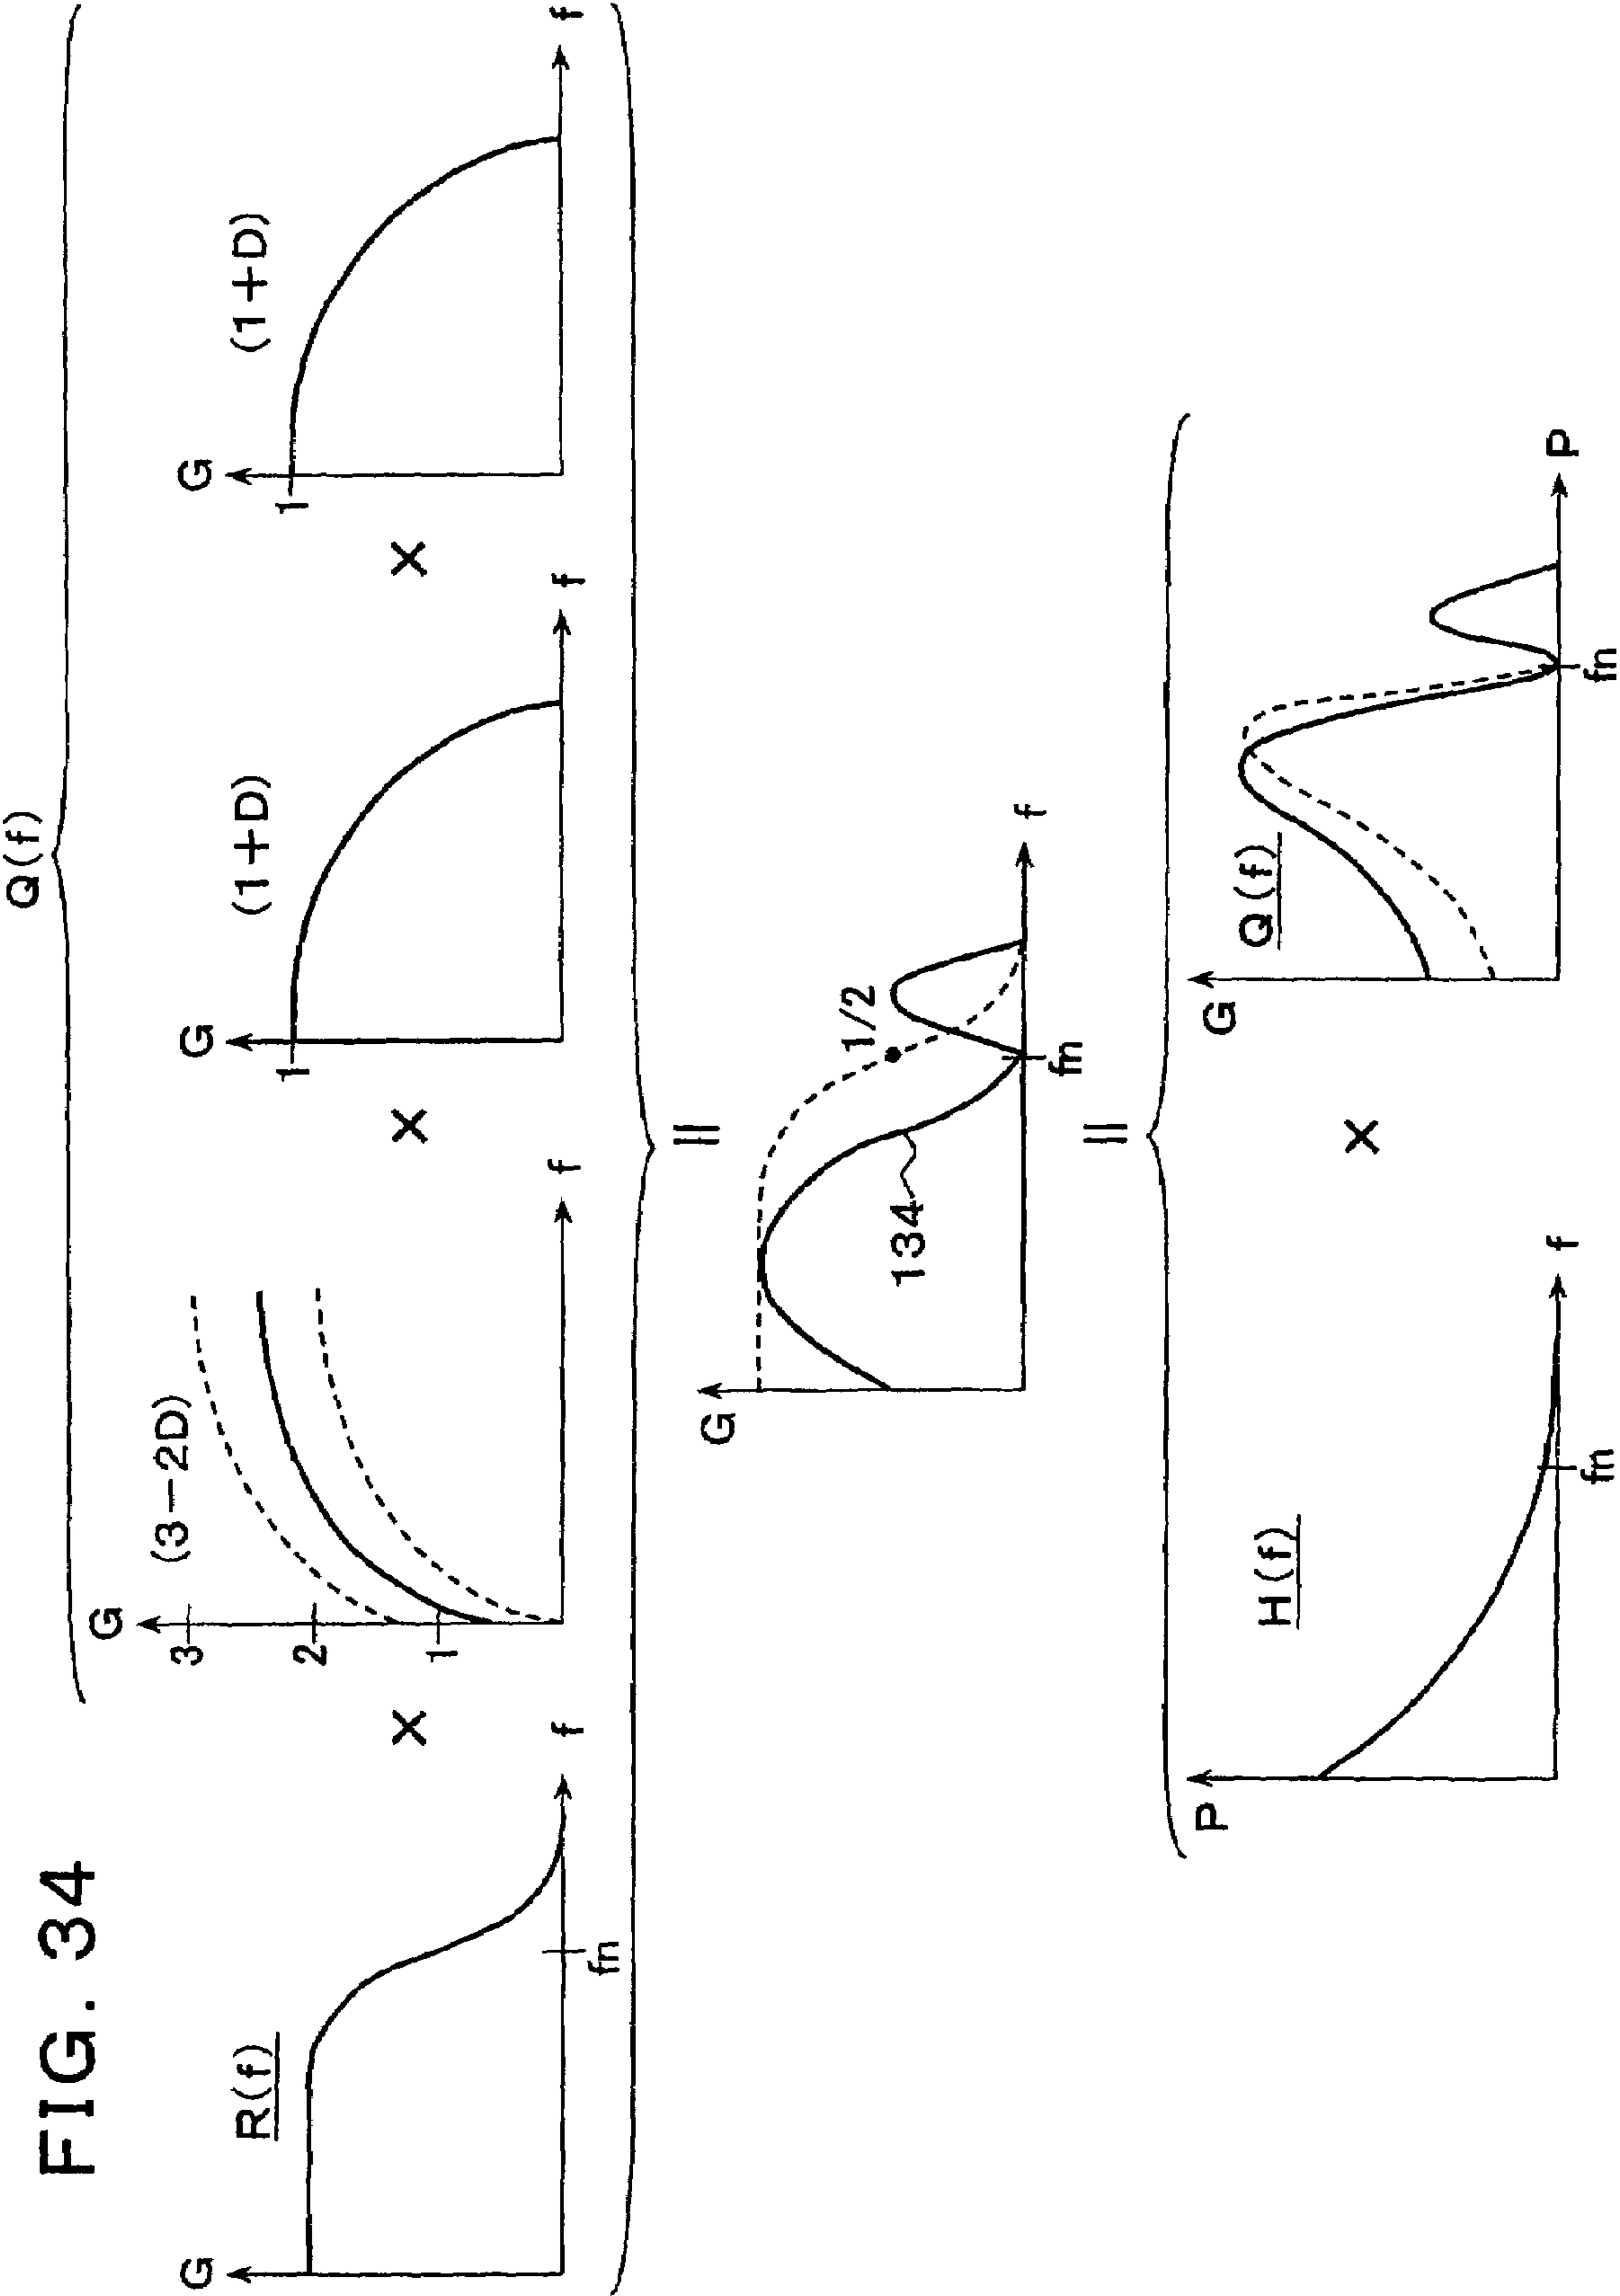 FIG. 34
Q(f)
G
R(f)
fn
f
×
G
(3−2D)
3
2
1
f
×
G
(1+D)
1
f
×
G
(1+D)
1
f
=
G
134
1/2
fn
f
=
P
H(f)
fn
f
×
G
Q(f)
fn
P